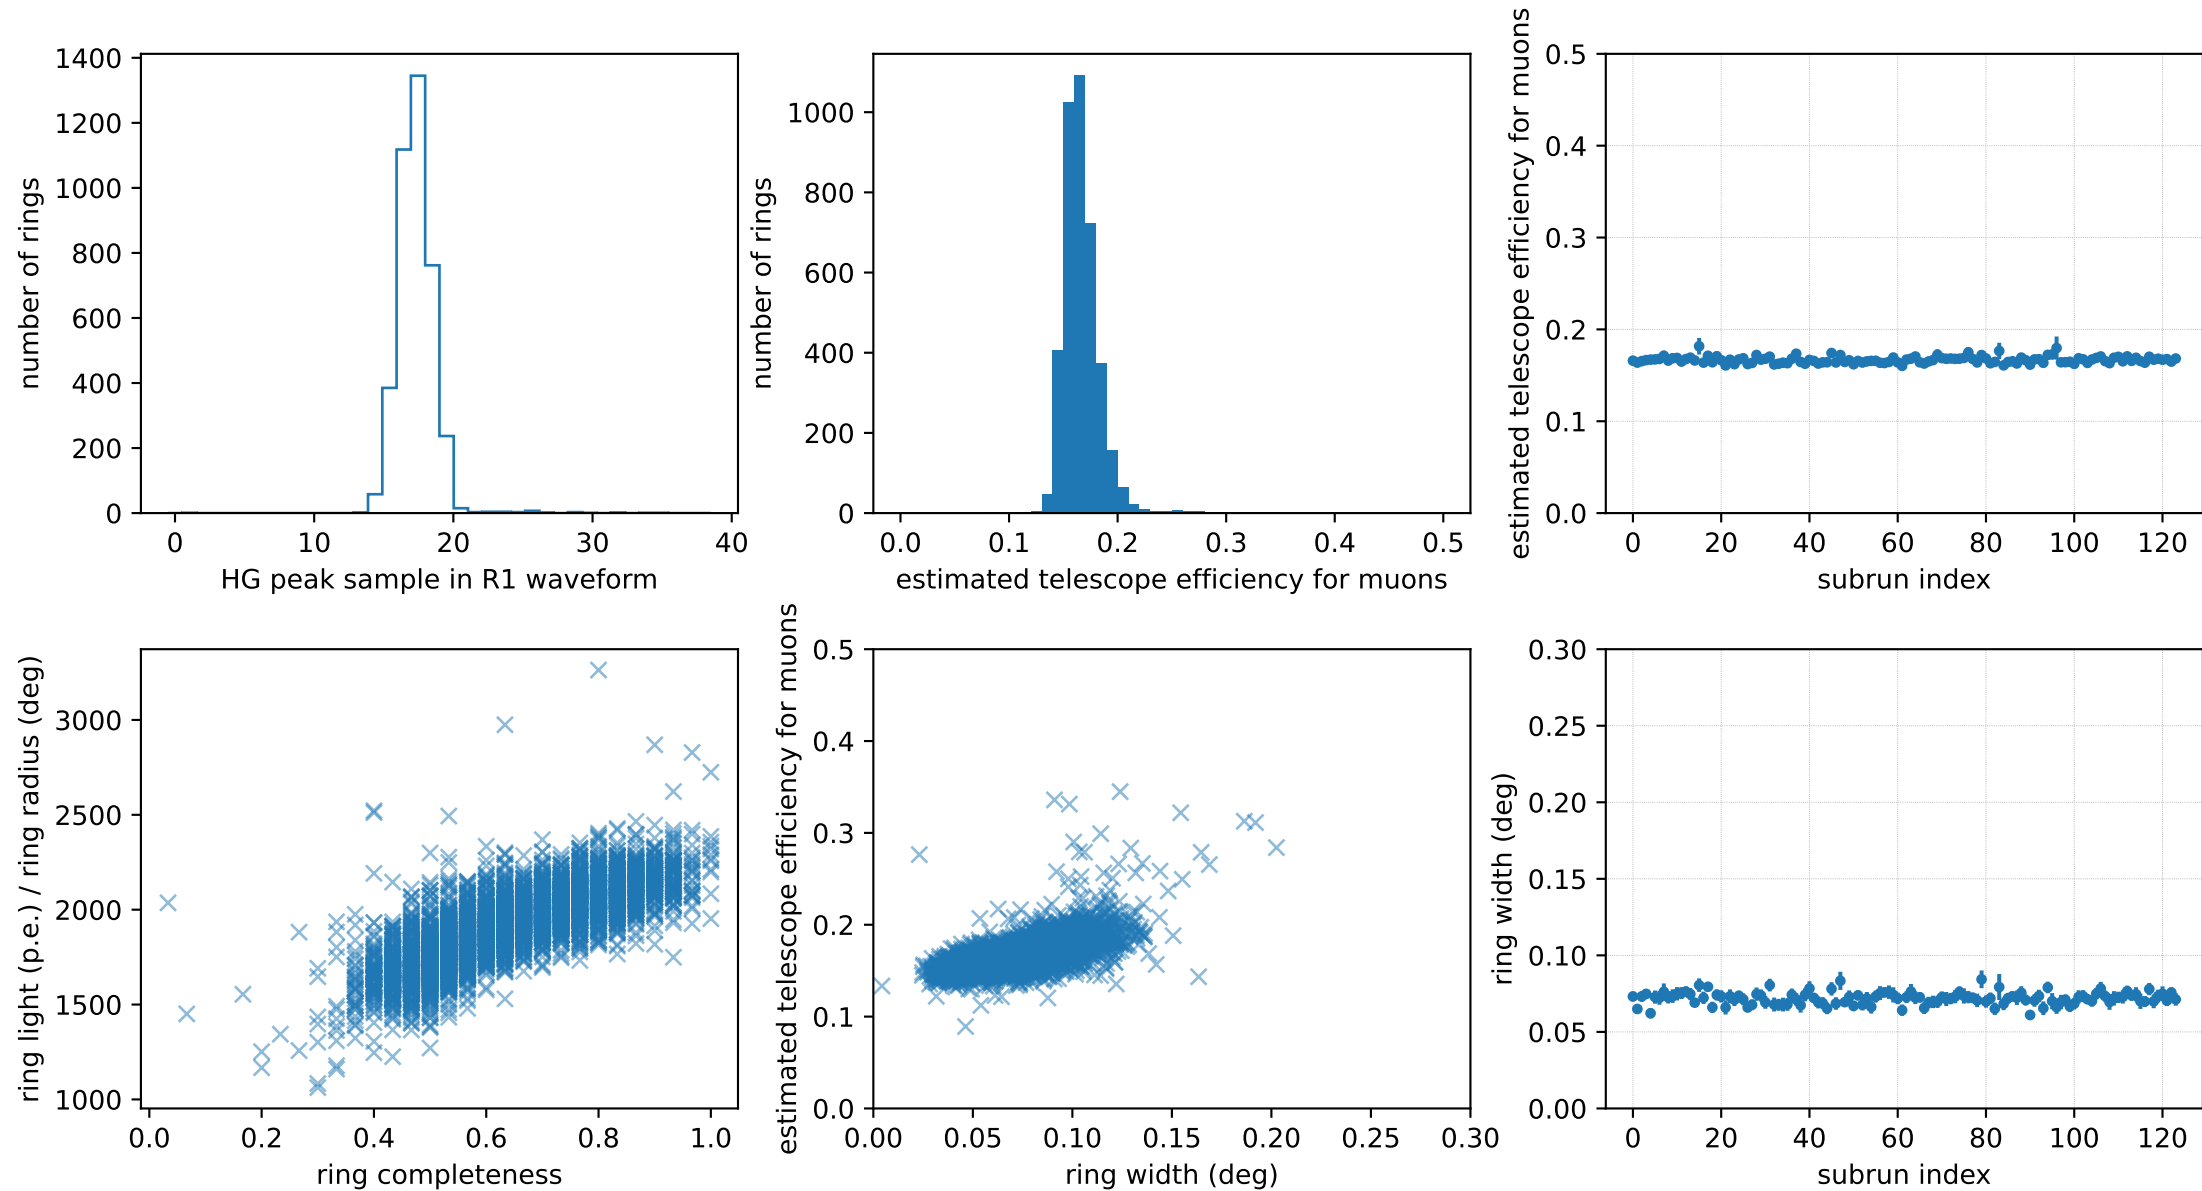 1400
1200
1000
800
600
400
200
0
number of rings
0 10 20 30 40
HG peak sample in R1 waveform
1000
800
600
400
200
0
number of rings
0.0 0.1 0.2 0.3 0.4 0.5
estimated telescope efficiency for muons
0.5
0.4
0.3
0.2
0.1
0.0
estimated telescope efficiency for muons
0 20 40 60 80 100 120
subrun index
3000
2500
2000
1500
1000
ring light (p.e.) / ring radius (deg)
0.0 0.2 0.4 0.6 0.8 1.0
ring completeness
0.5
0.4
0.3
0.2
0.1
0.0
estimated telescope efficiency for muons
0.00 0.05 0.10 0.15 0.20 0.25 0.30
ring width (deg)
0.30
0.25
0.20
0.15
0.10
0.05
0.00
ring width (deg)
0 20 40 60 80 100 120
subrun index